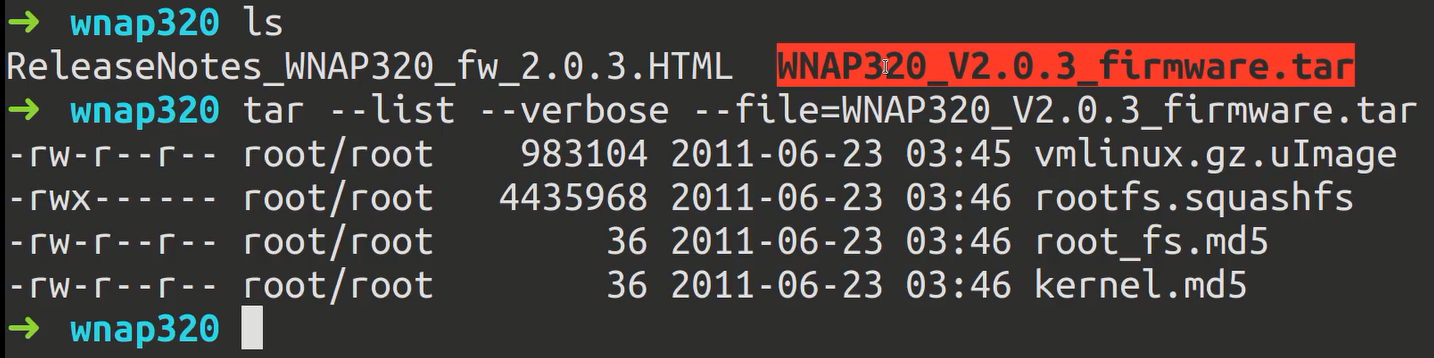 ➜ wnap320 ls
ReleaseNotes_WNAP320_fw_2.0.3.HTML WNAP320_V2.0.3_firmware.tar
➜ wnap320 tar --list --verbose --file=WNAP320_V2.0.3_firmware.tar
-rw-r--r-- root/root 983104 2011-06-23 03:45 vmlinux.gz.uImage
-rwx------ root/root 4435968 2011-06-23 03:46 rootfs.squashfs
-rw-r--r-- root/root 36 2011-06-23 03:46 root_fs.md5
-rw-r--r-- root/root 36 2011-06-23 03:46 kernel.md5
➜ wnap320